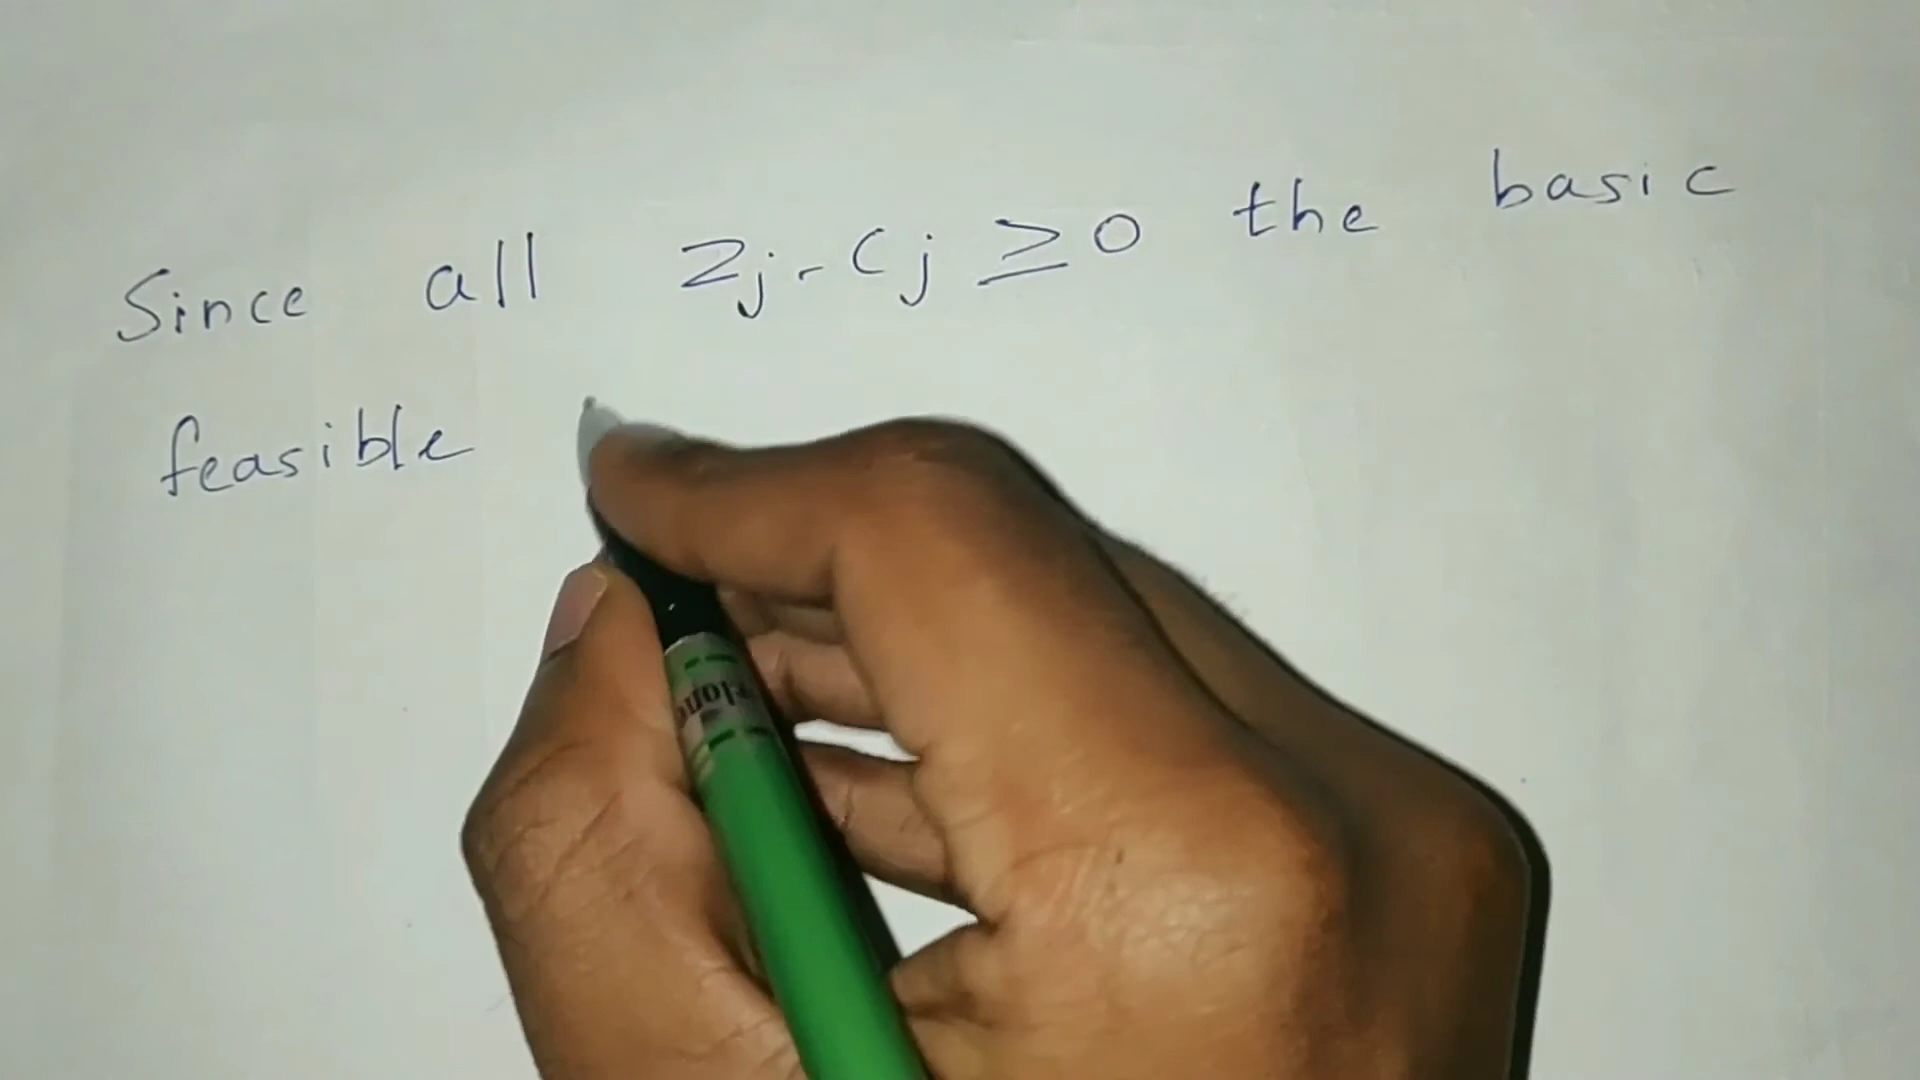 Since all Zj - Cj ≥ 0 the basic
feasible